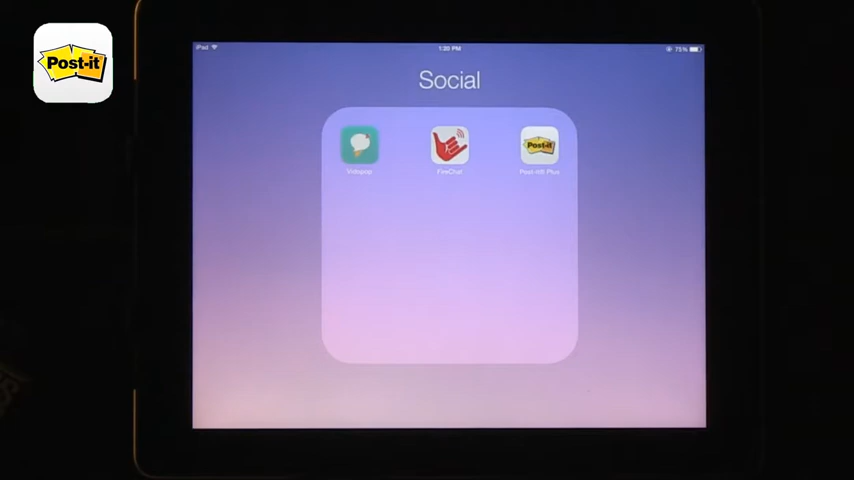 Post-it
iPad
1:20 PM
75%
Social
Post-it
Vidspop
FireChat
Post-it® Plus